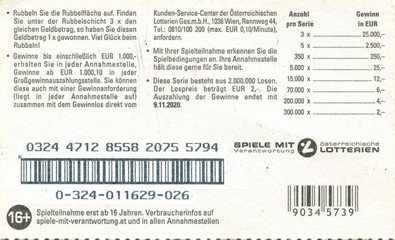 • Rubbeln Sie die Rubbelfläche auf. Finden
Sie unter der Rubbelschicht 3 x den
gleichen Geldbetrag, so haben Sie diesen
Geldbetrag 1 x gewonnen. Viel Glück beim
Rubbeln!
• Gewinne bis einschließlich EUR 1.000,-
erhalten Sie in jeder Annahmestelle,
Gewinne ab EUR 1.000,10 in jeder
Großgewinnauszahlungsstelle. Sie können
diese auch mit einer Gewinnanforderung
(liegt in jeder Annahmestelle auf)
zusammen mit dem Gewinnlos direkt vom
Kunden-Service-Center der Österreichischen
Lotterien Ges.m.b.H., 1038 Wien, Rennweg 44,
Tel.: 0810/100 200 (max. EUR 0,10/Minute),
anfordern.
• Mit Ihrer Spielteilnahme erkennen Sie die
Spielbedingungen an. Ihre Annahmestelle
hält diese gerne für Sie bereit.
• Diese Serie besteht aus 2.000.000 Losen.
Der Lospreis beträgt EUR 2,-. Die
Auszahlung der Gewinne endet mit
9.11.2020.
Anzahl pro Serie Gewinne in EUR
3 x 25.000,-
5 x 2.500,-
350 x 250,-
5.000 x 25,-
15.000 x 12,-
70.000 x 6,-
200.000 x 4,-
300.000 x 2,-
0324 4712 8558 2075 5794
0-324-011629-026
SPIELE MIT Verantwortung
österreichische LOTTERIEN
16+
Spielteilnahme erst ab 16 Jahren. Verbraucherinfos auf
spiele-mit-verantwortung.at und in allen Annahmestellen
9034 5739